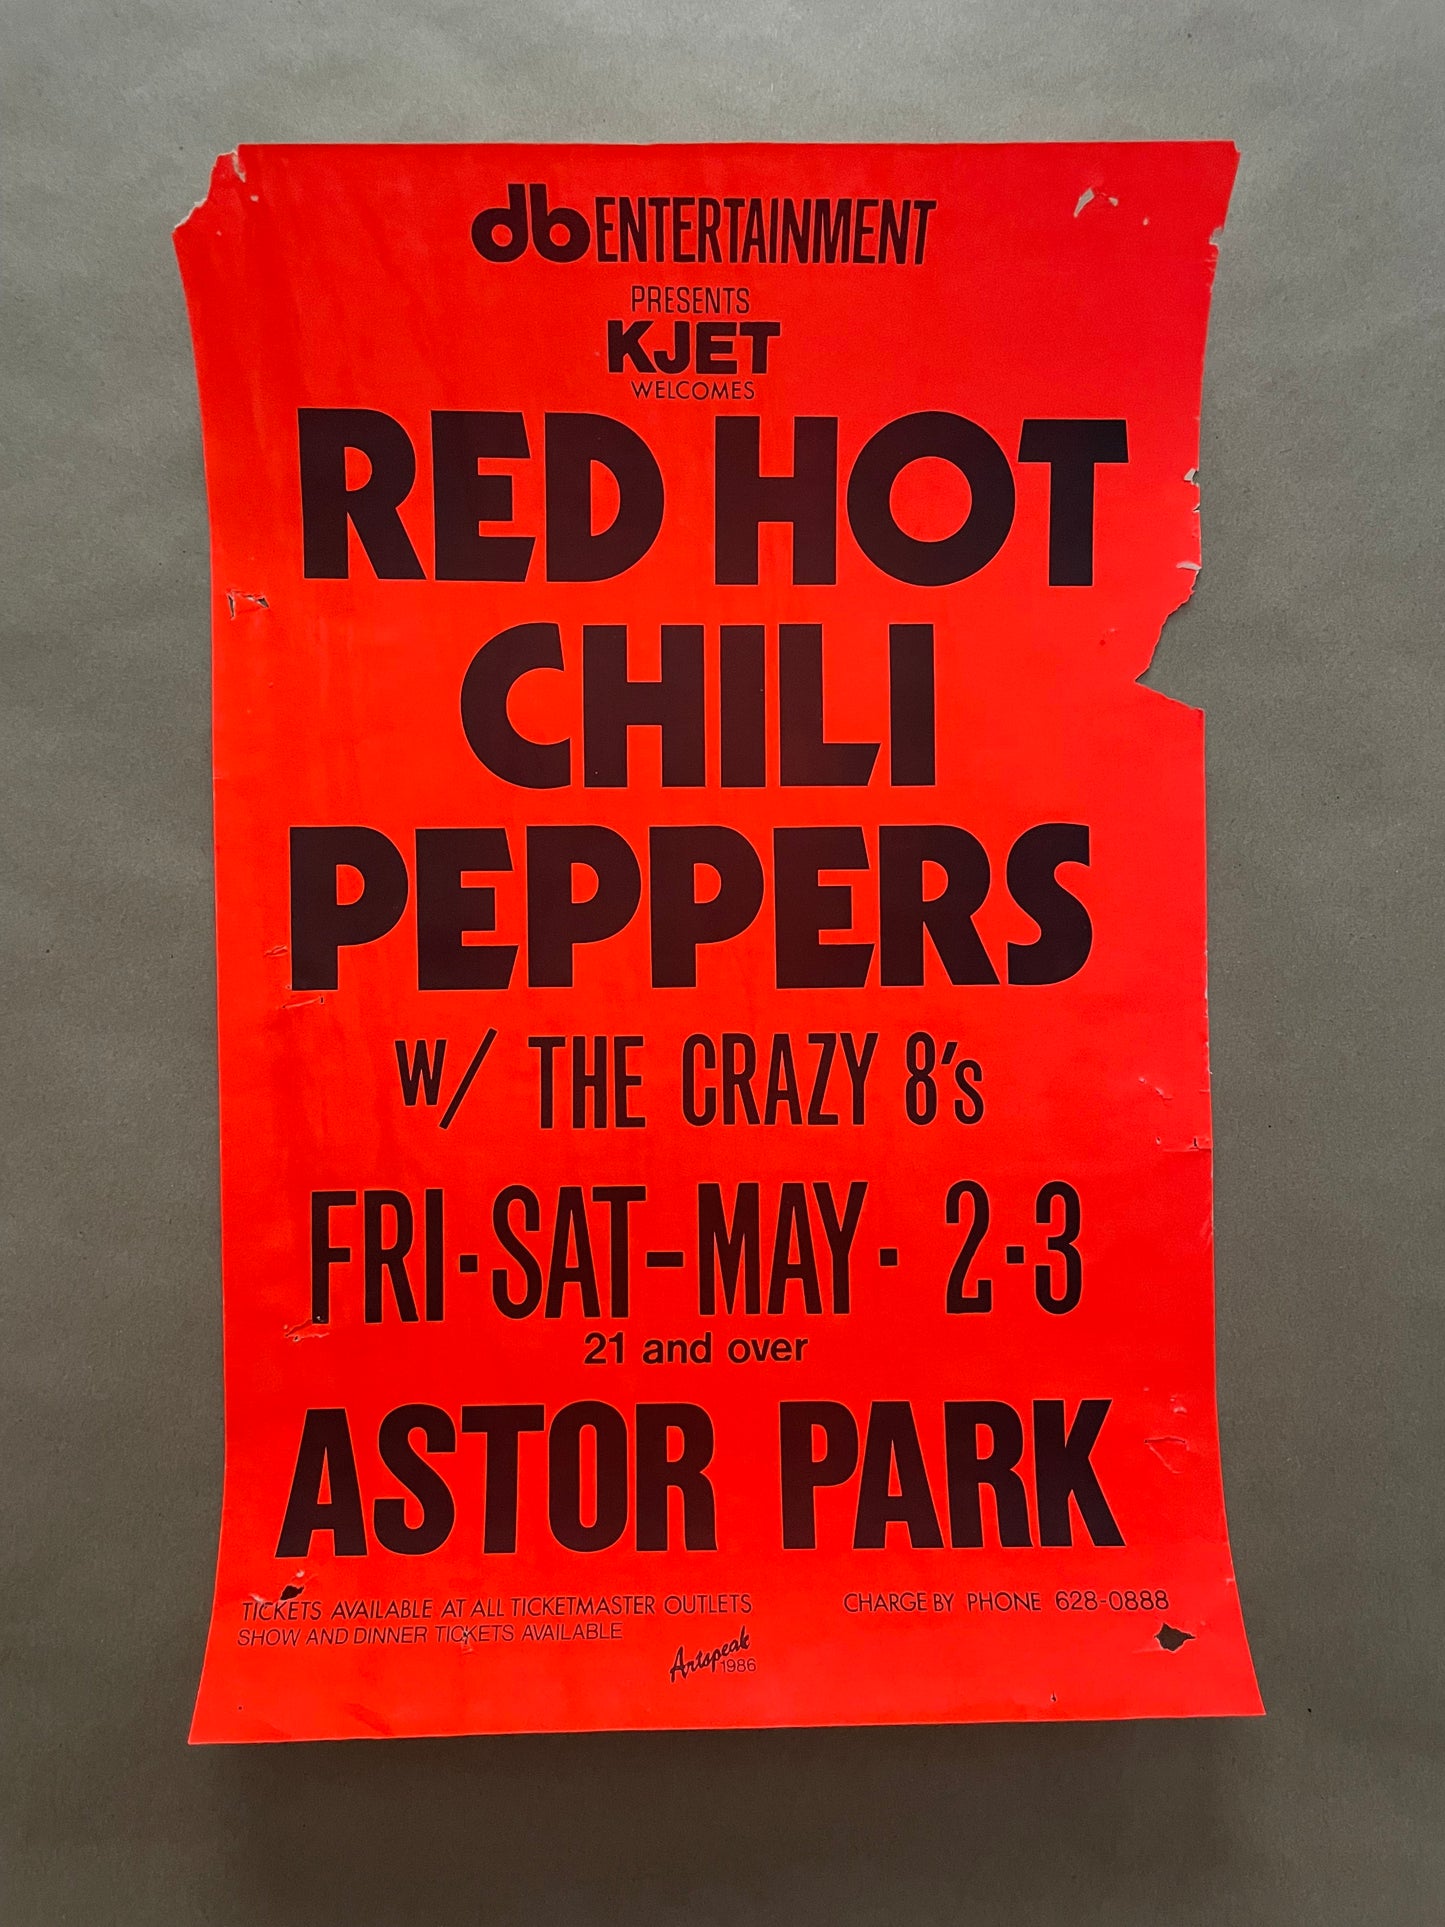 db ENTERTAINMENT
PRESENTS
KJET
WELCOMES
RED HOT
CHILI
PEPPERS
w/ THE CRAZY 8's
FRI·SAT-MAY· 2·3
21 and over
ASTOR PARK
TICKETS AVAILABLE AT ALL TICKETMASTER OUTLETS CHARGE BY PHONE 628-0888
SHOW AND DINNER TICKETS AVAILABLE
Artspeak 1986